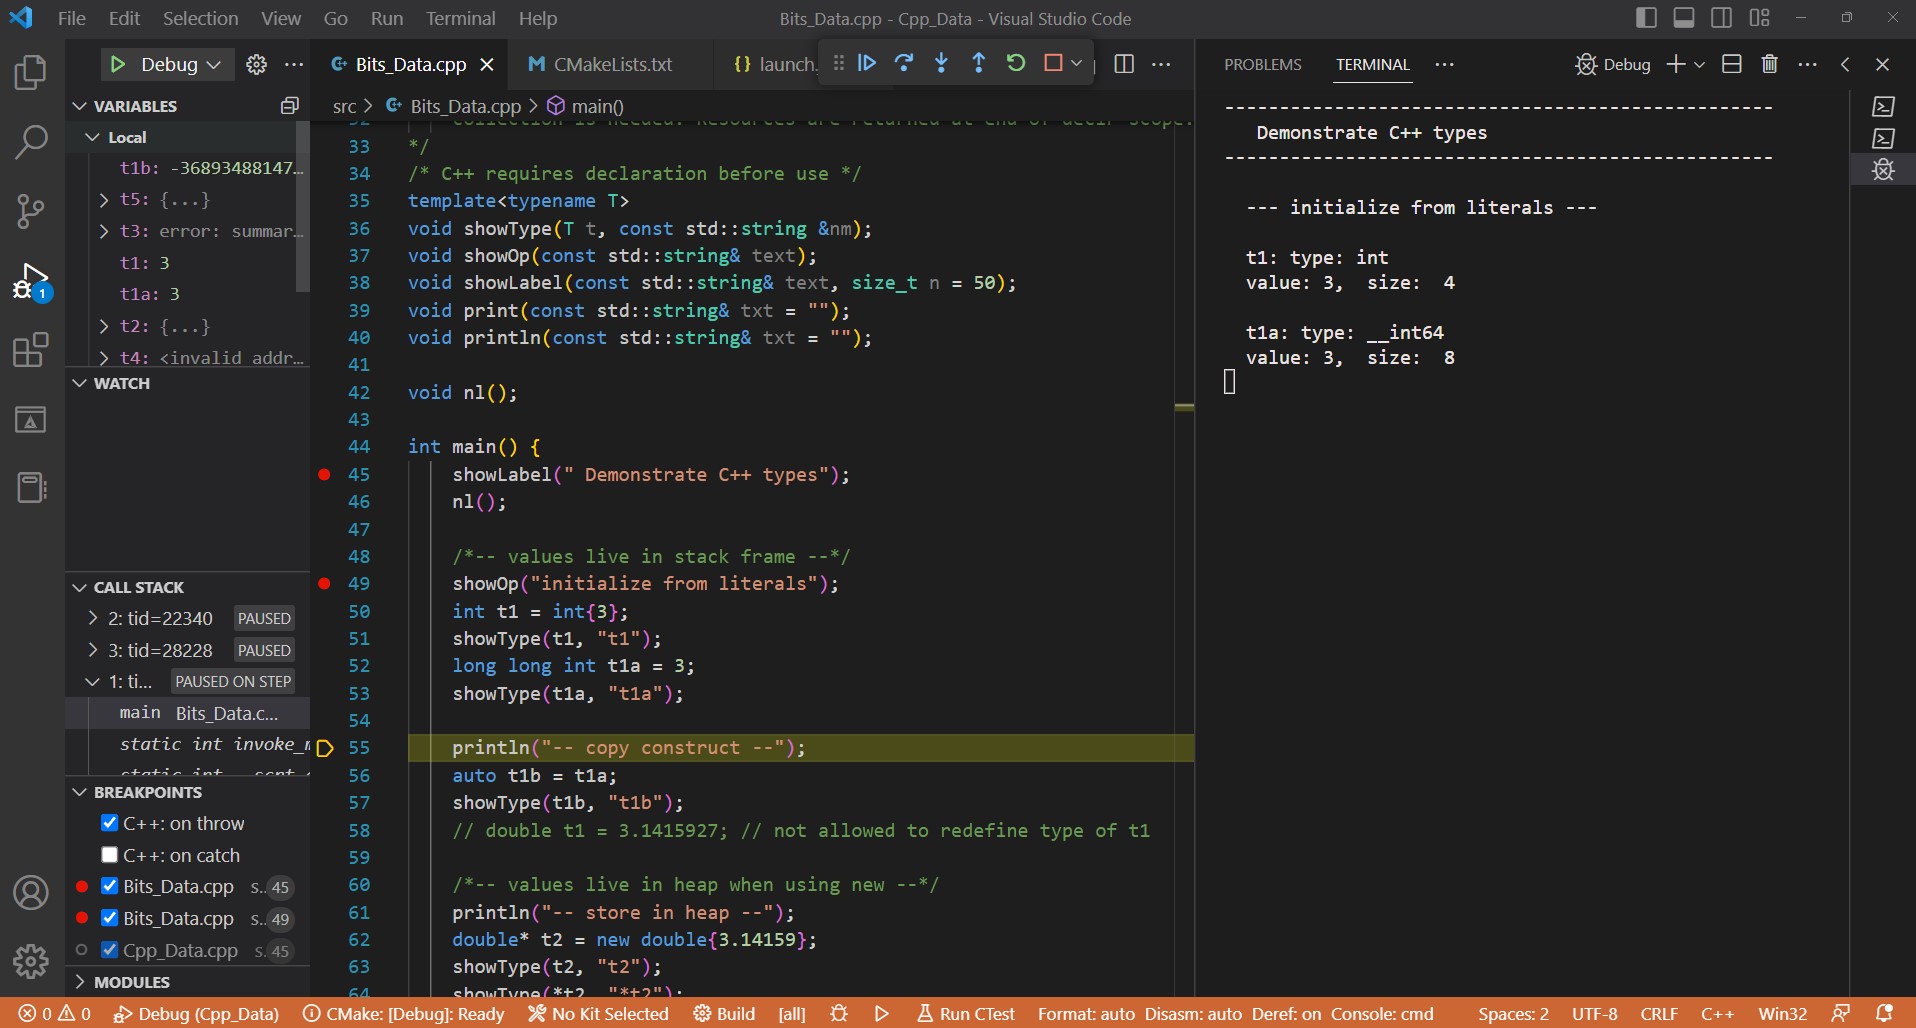 File Edit Selection View Go Run Terminal Help
Bits_Data.cpp - Cpp_Data - Visual Studio Code
Debug
Bits_Data.cpp
CMakeLists.txt
launch.
PROBLEMS TERMINAL
Debug
VARIABLES
Local
t1b: -36893488147...
t5: {...}
t3: error: summar...
t1: 3
t1a: 3
t2: {...}
t4: <invalid addr...
WATCH
CALL STACK
2: tid=22340 PAUSED
3: tid=28228 PAUSED
1: ti... PAUSED ON STEP
main Bits_Data.c...
static int invoke_
static int
BREAKPOINTS
C++: on throw
C++: on catch
Bits_Data.cpp s.. 45
Bits_Data.cpp s.. 49
Cpp_Data.cpp s. 45
MODULES
src > Bits_Data.cpp > main()
32 collection is needed. Resources are returned at end of decl. scope.
33 */
34 /* C++ requires declaration before use */
35 template<typename T>
36 void showType(T t, const std::string &nm);
37 void showOp(const std::string& text);
38 void showLabel(const std::string& text, size_t n = 50);
39 void print(const std::string& txt = "");
40 void println(const std::string& txt = "");
41
42 void nl();
43
44 int main() {
45 showLabel(" Demonstrate C++ types");
46 nl();
47
48 /*-- values live in stack frame --*/
49 showOp("initialize from literals");
50 int t1 = int{3};
51 showType(t1, "t1");
52 long long int t1a = 3;
53 showType(t1a, "t1a");
54
55 println("-- copy construct --");
56 auto t1b = t1a;
57 showType(t1b, "t1b");
58 // double t1 = 3.1415927; // not allowed to redefine type of t1
59
60 /*-- values live in heap when using new --*/
61 println("-- store in heap --");
62 double* t2 = new double{3.14159};
63 showType(t2, "t2");
64 showType(*t2, "*t2");
--------------------------------------------------
Demonstrate C++ types
--------------------------------------------------
--- initialize from literals ---
t1: type: int
value: 3, size: 4
t1a: type: __int64
value: 3, size: 8
0 0 Debug (Cpp_Data) CMake: [Debug]: Ready No Kit Selected Build [all] Run CTest Format: auto Disasm: auto Deref: on Console: cmd Spaces: 2 UTF-8 CRLF C++ Win32